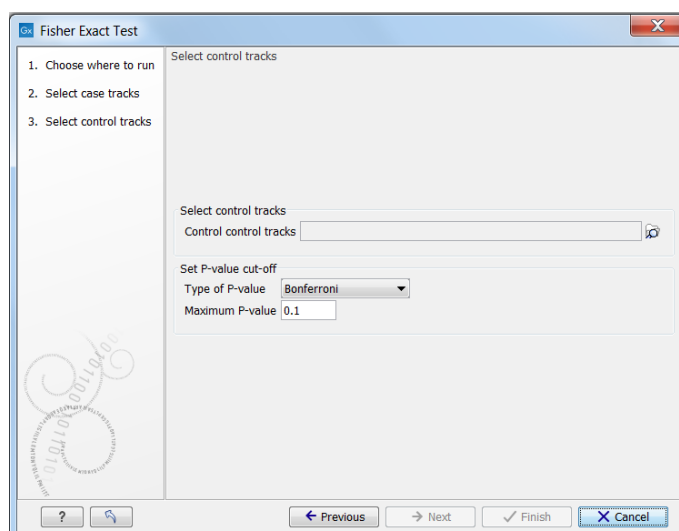 Gx Fisher Exact Test
1. Choose where to run
2. Select case tracks
3. Select control tracks
Select control tracks
Select control tracks
Control control tracks
Set P-value cut-off
Type of P-value Bonferroni
Maximum P-value 0.1
?
Previous
Next
Finish
Cancel